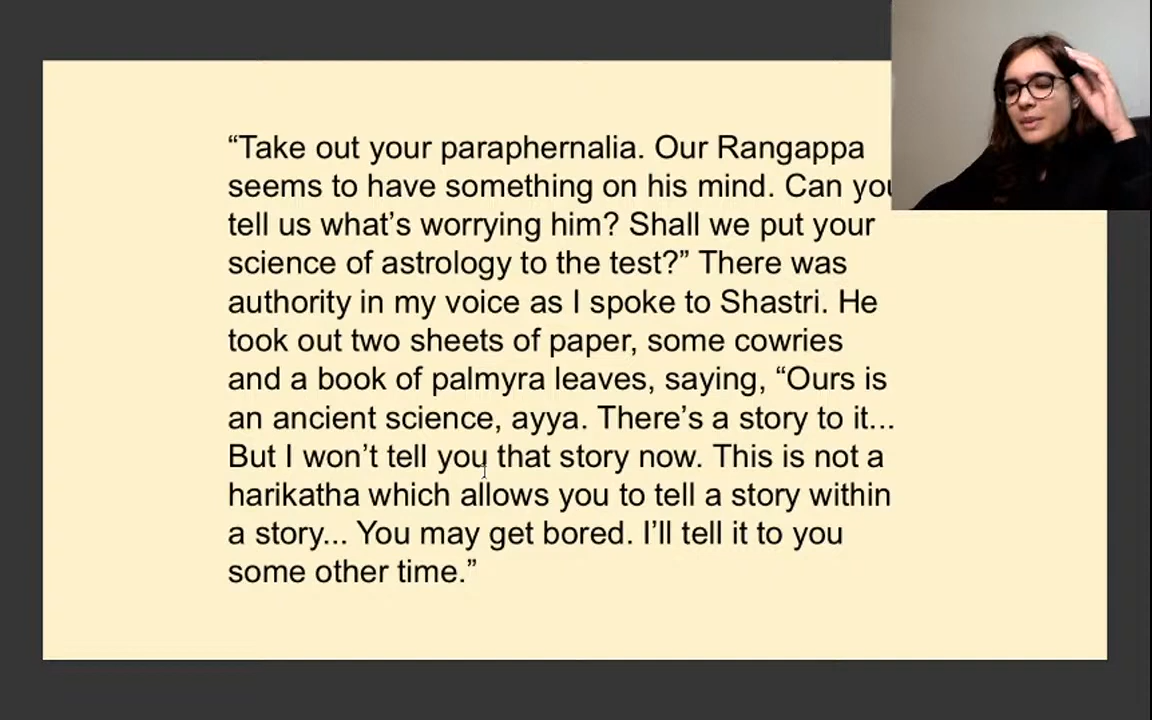 “Take out your paraphernalia. Our Rangappa
seems to have something on his mind. Can you
tell us what’s worrying him? Shall we put your
science of astrology to the test?” There was
authority in my voice as I spoke to Shastri. He
took out two sheets of paper, some cowries
and a book of palmyra leaves, saying, “Ours is
an ancient science, ayya. There’s a story to it...
But I won’t tell you that story now. This is not a
harikatha which allows you to tell a story within
a story... You may get bored. I’ll tell it to you
some other time.”